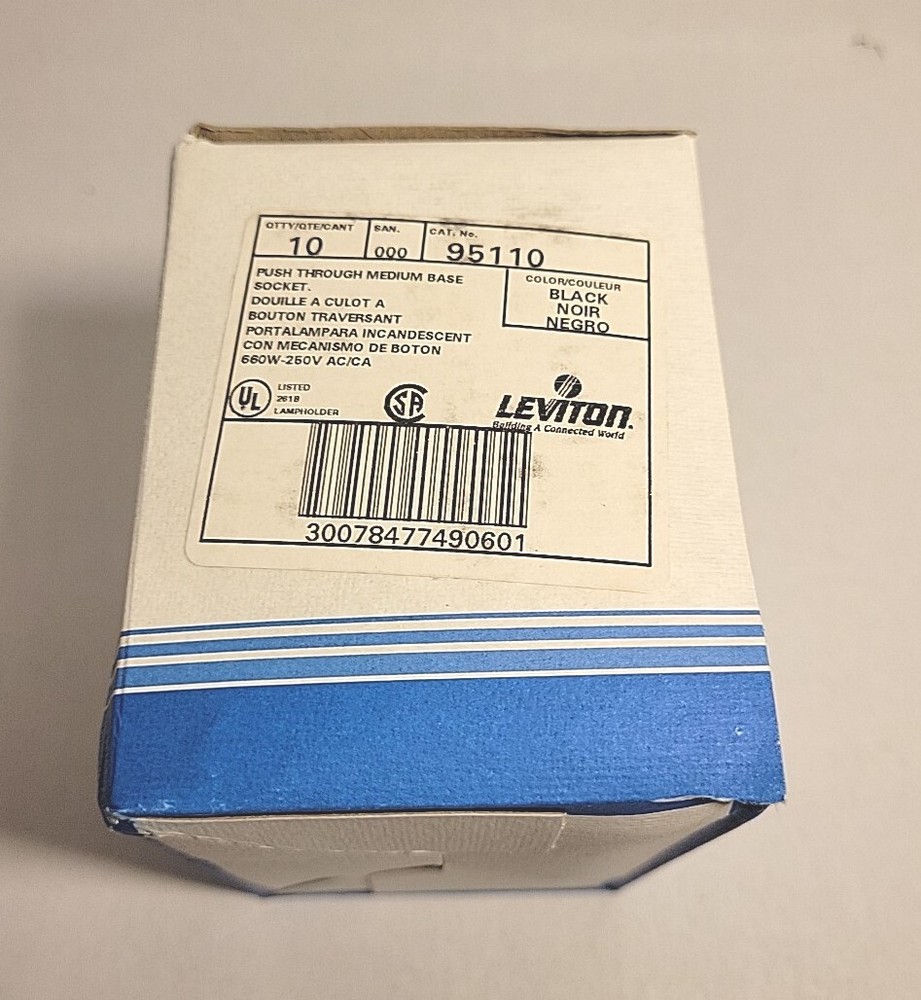 QTTY/QTE/CANT SAN. CAT. No.
10 000 95110
PUSH THROUGH MEDIUM BASE
SOCKET.
DOUILLE A CULOT A
BOUTON TRAVERSANT
PORTALAMPARA INCANDESCENT
CON MECANISMO DE BOTON
660W-250V AC/CA
COLOR/COULEUR
BLACK
NOIR
NEGRO
UL
LISTED
261B
LAMPHOLDER
SA
LEVITON.
Building A Connected World
30078477490601